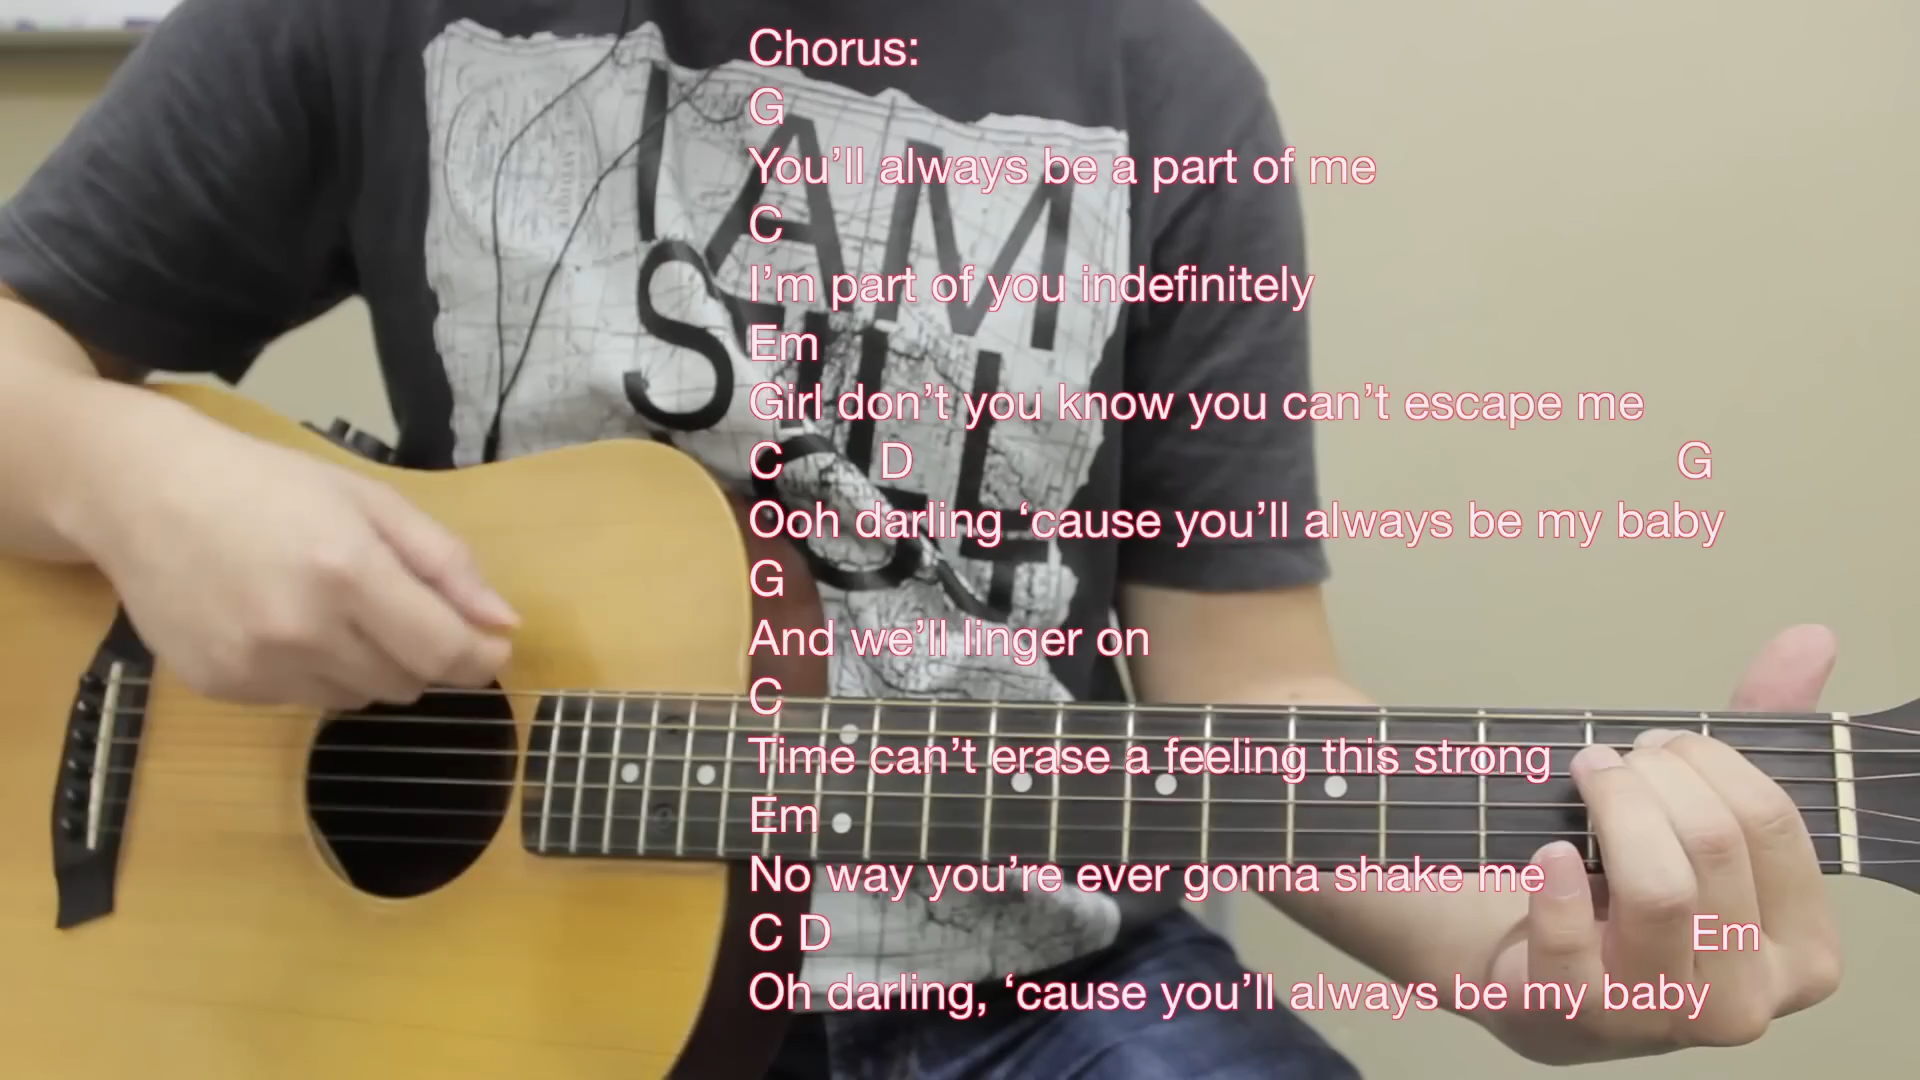 Chorus:
G
You’ll always be a part of me
C
I’m part of you indefinitely
Em
Girl don’t you know you can’t escape me
C D G
Ooh darling ‘cause you’ll always be my baby
G
And we’ll linger on
C
Time can’t erase a feeling this strong
Em
No way you’re ever gonna shake me
C D Em
Oh darling, ‘cause you’ll always be my baby
I AM
STILL